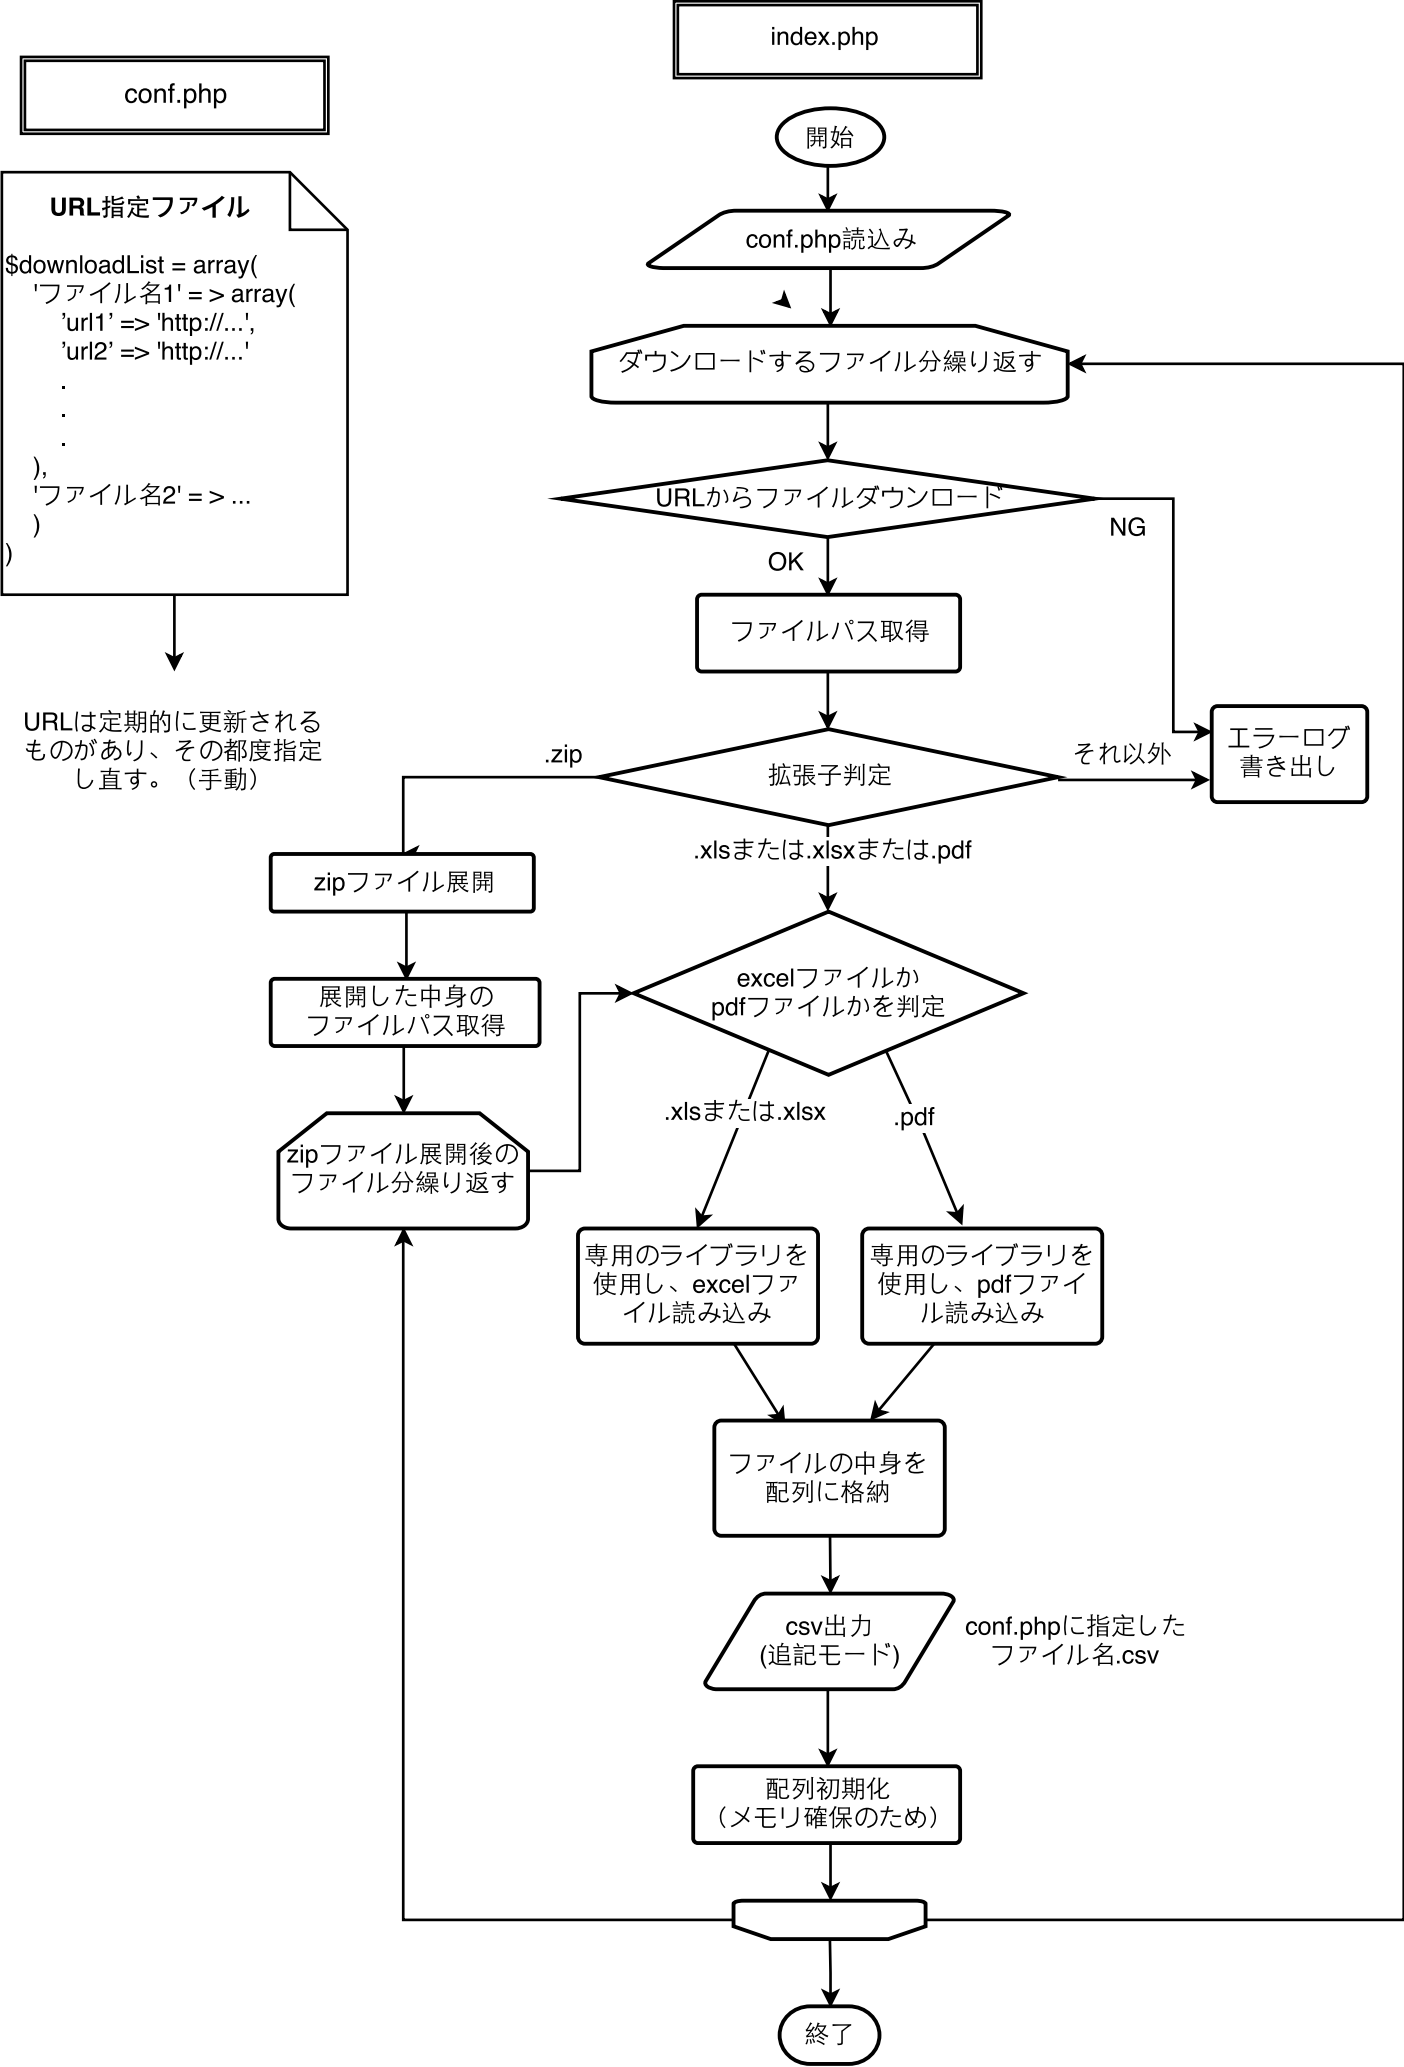 index.php
conf.php
開始
URL指定ファイル
conf.php読込み
$downloadList = array(
'ファイル名1' = > array(
’url1’ => 'http://...',
’url2’ => 'http://...'
.
.
.
),
'ファイル名2' = > ...
)
)
ダウンロードするファイル分繰り返す
URLからファイルダウンロード
NG
OK
ファイルパス取得
URLは定期的に更新される
ものがあり、その都度指定
し直す。（手動）
.zip
拡張子判定
それ以外
エラーログ
書き出し
.xlsまたは.xlsxまたは.pdf
zipファイル展開
展開した中身の
ファイルパス取得
excelファイルか
pdfファイルかを判定
.xlsまたは.xlsx
.pdf
zipファイル展開後の
ファイル分繰り返す
専用のライブラリを
使用し、excelファ
イル読み込み
専用のライブラリを
使用し、pdfファイ
ル読み込み
ファイルの中身を
配列に格納
csv出力
(追記モード)
conf.phpに指定した
ファイル名.csv
配列初期化
（メモリ確保のため）
終了